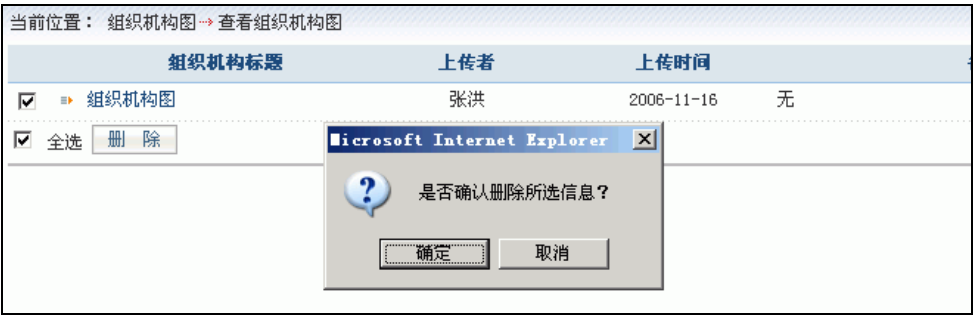 当前位置： 组织机构图→查看组织机构图
组织机构标题 上传者 上传时间
组织机构图 张洪 2006-11-16 无
全选 删 除
Microsoft Internet Explorer
是否确认删除所选信息？
确定 取消